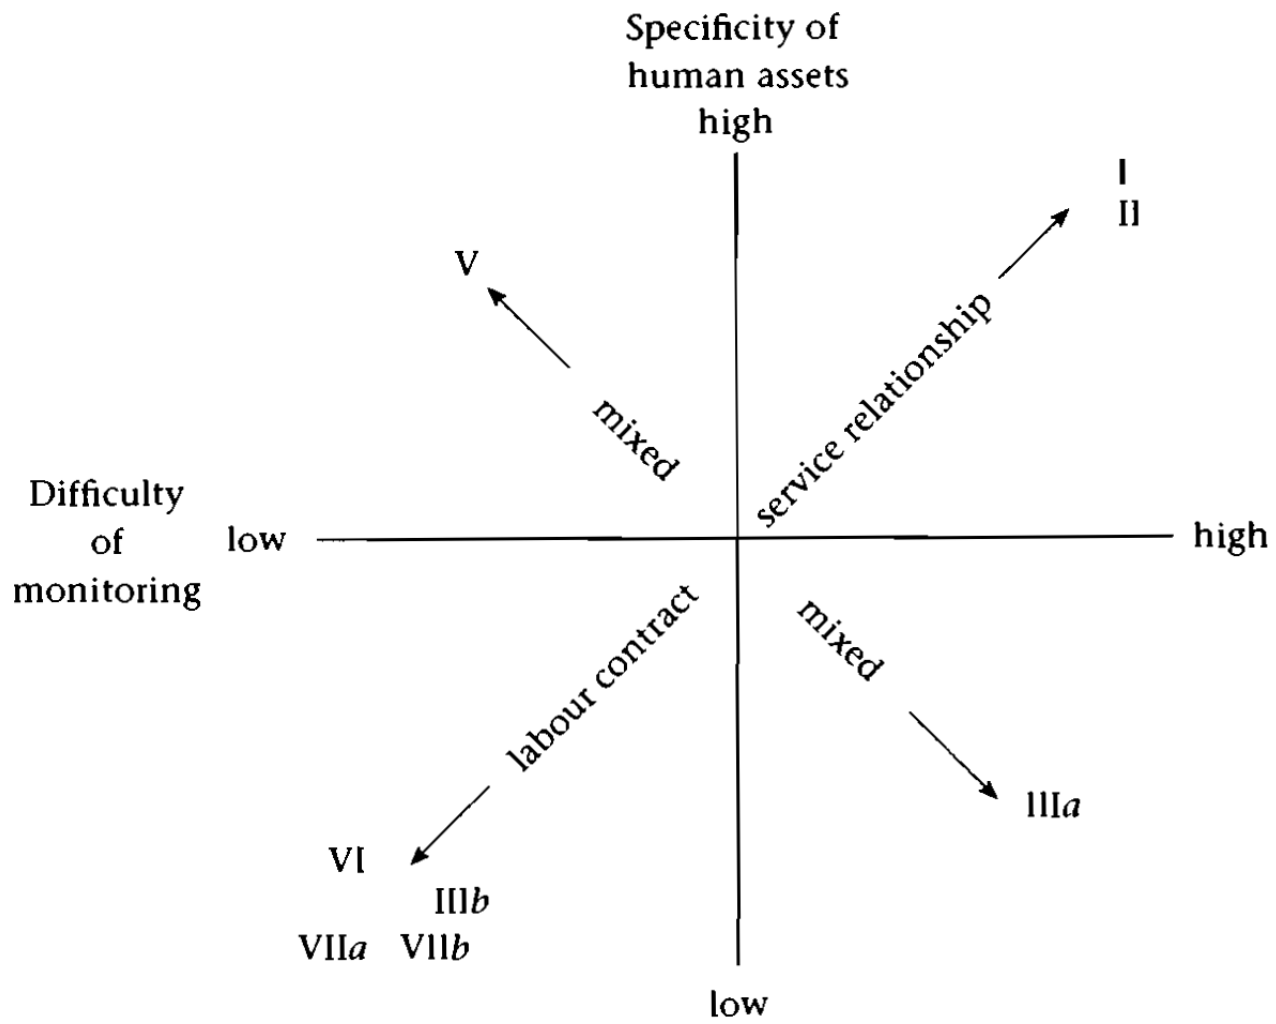 Specificity of
human assets
high
I
II
V
service relationship
mixed
Difficulty
of
monitoring
low
high
labour contract
mixed
IIIa
VI
IIIb
VIIa VIIb
low